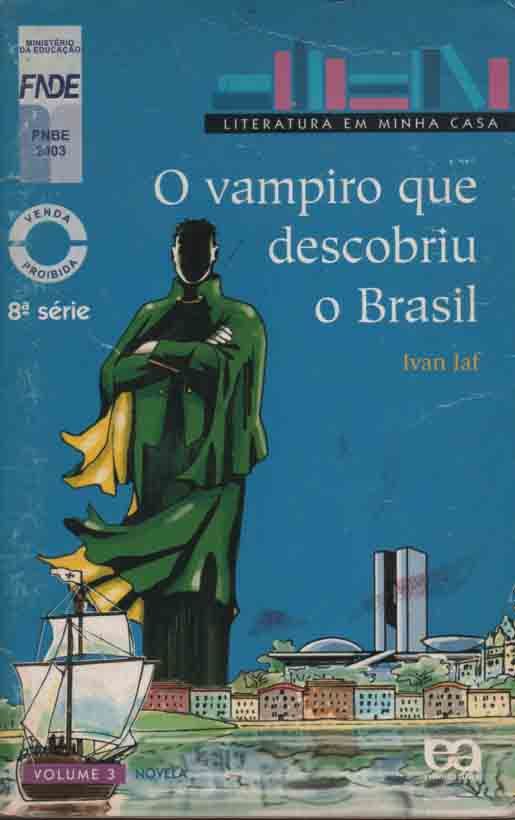 MINISTÉRIO
DA EDUCAÇÃO
FNDE
PNBE
2003
VENDA
PROIBIDA
8ª série
LITERATURA EM MINHA CASA
O vampiro que
descobriu
o Brasil
Ivan Jaf
VOLUME 3
NOVELA